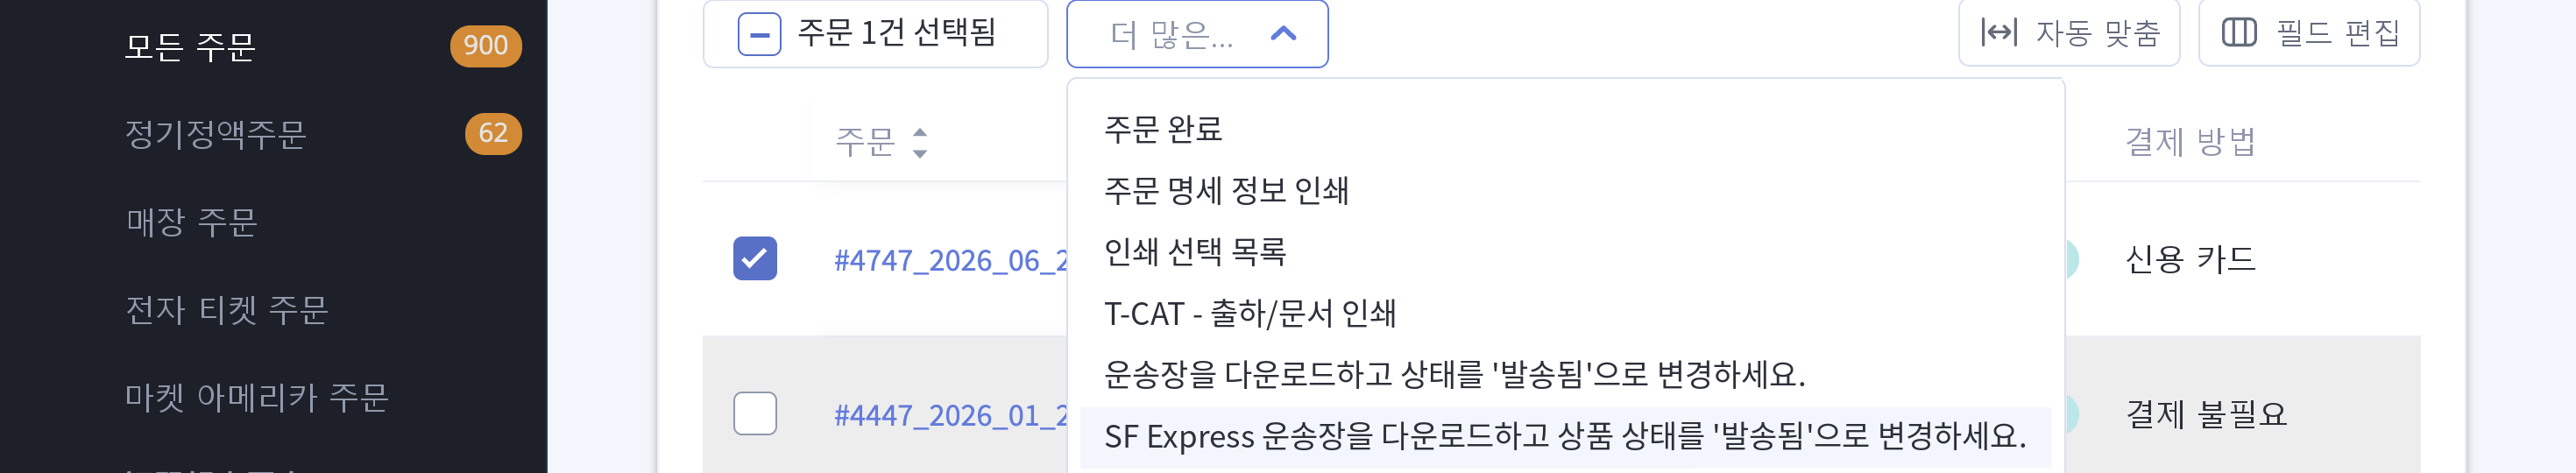 모든 주문 900
정기정액주문 62
매장 주문
전자 티켓 주문
마켓 아메리카 주문
주문 1건 선택됨
더 많은...
자동 맞춤
필드 편집
주문
결제 방법
#4747_2026_06_2
신용 카드
#4447_2026_01_2
결제 불필요
주문 완료
주문 명세 정보 인쇄
인쇄 선택 목록
T-CAT - 출하/문서 인쇄
운송장을 다운로드하고 상태를 '발송됨'으로 변경하세요.
SF Express 운송장을 다운로드하고 상품 상태를 '발송됨'으로 변경하세요.